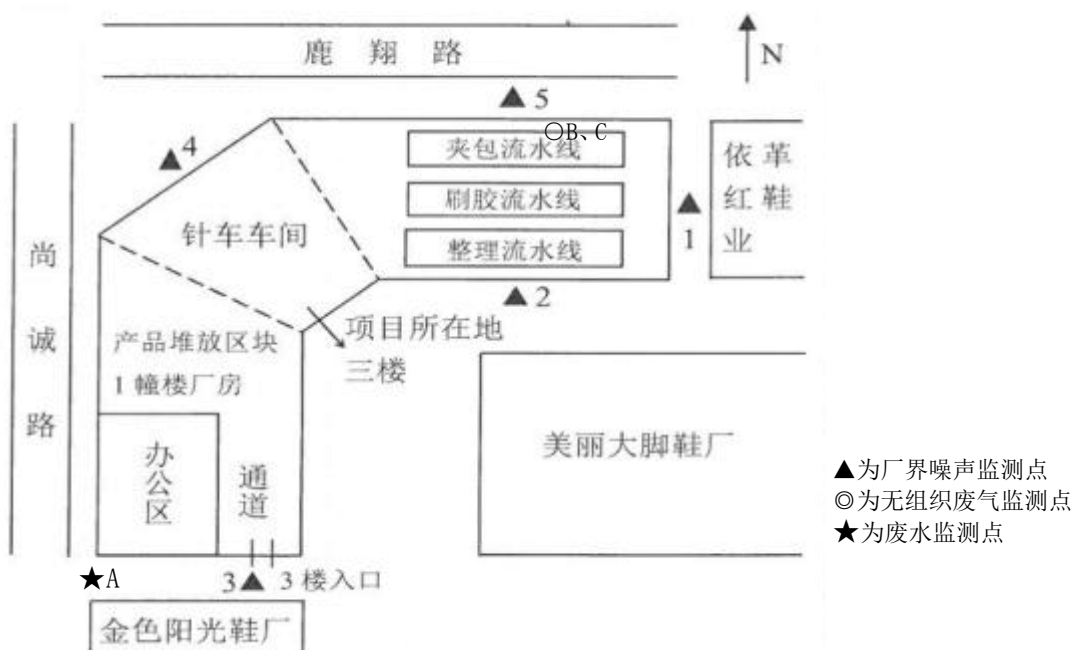 鹿翔路
N
▲5
○B、C
▲4
夹包流水线
依革
红鞋
业
刷胶流水线
▲
1
针车车间
整理流水线
尚诚路
▲2
项目所在地
三楼
产品堆放区块
1幢楼厂房
美丽大脚鞋厂
办公区
通道
▲为厂界噪声监测点
◎为无组织废气监测点
★为废水监测点
★A
3▲
3楼入口
金色阳光鞋厂